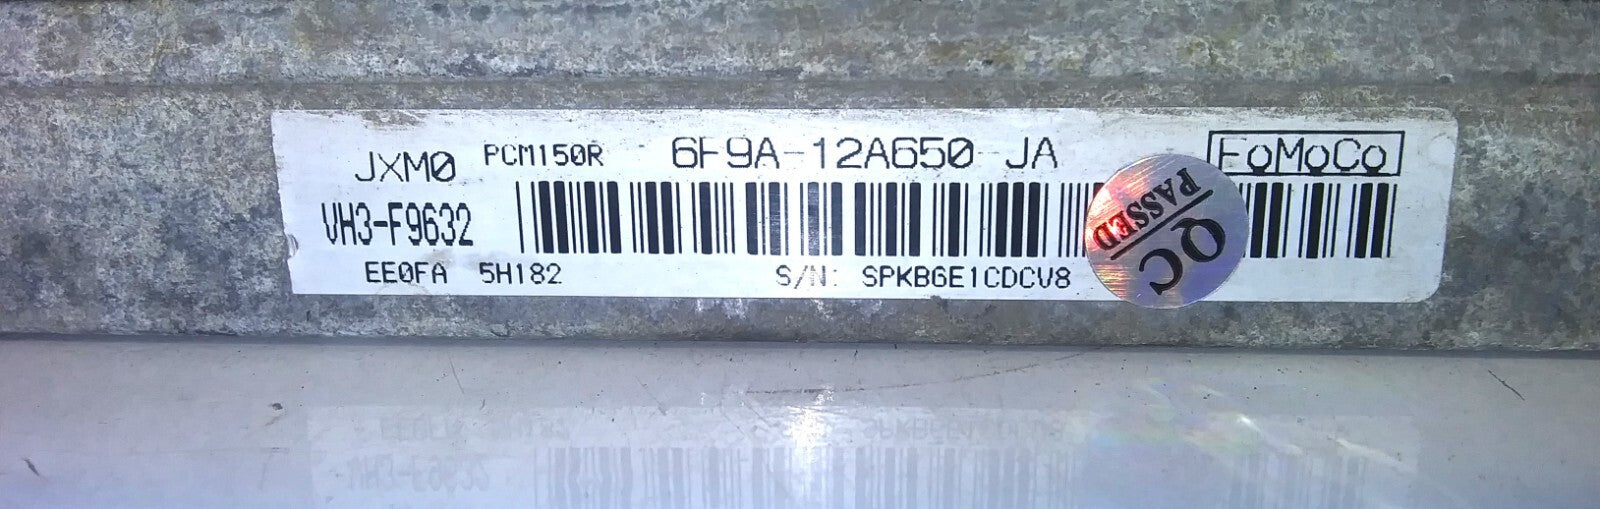 JXM0 PCM150R 6F9A-12A650-JA FoMoCo
VH3-F9632
EE0FA 5H182 S/N: SPKB6E1CDCV8
QC
PASSED